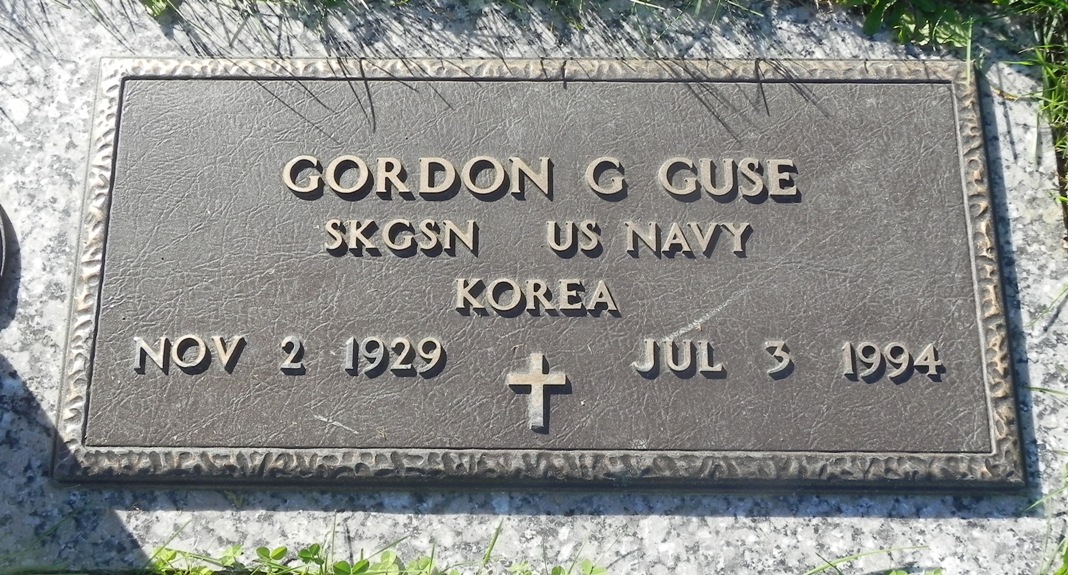 GORDON G GUSE
SKGSN US NAVY
KOREA
NOV 2 1929 JUL 3 1994